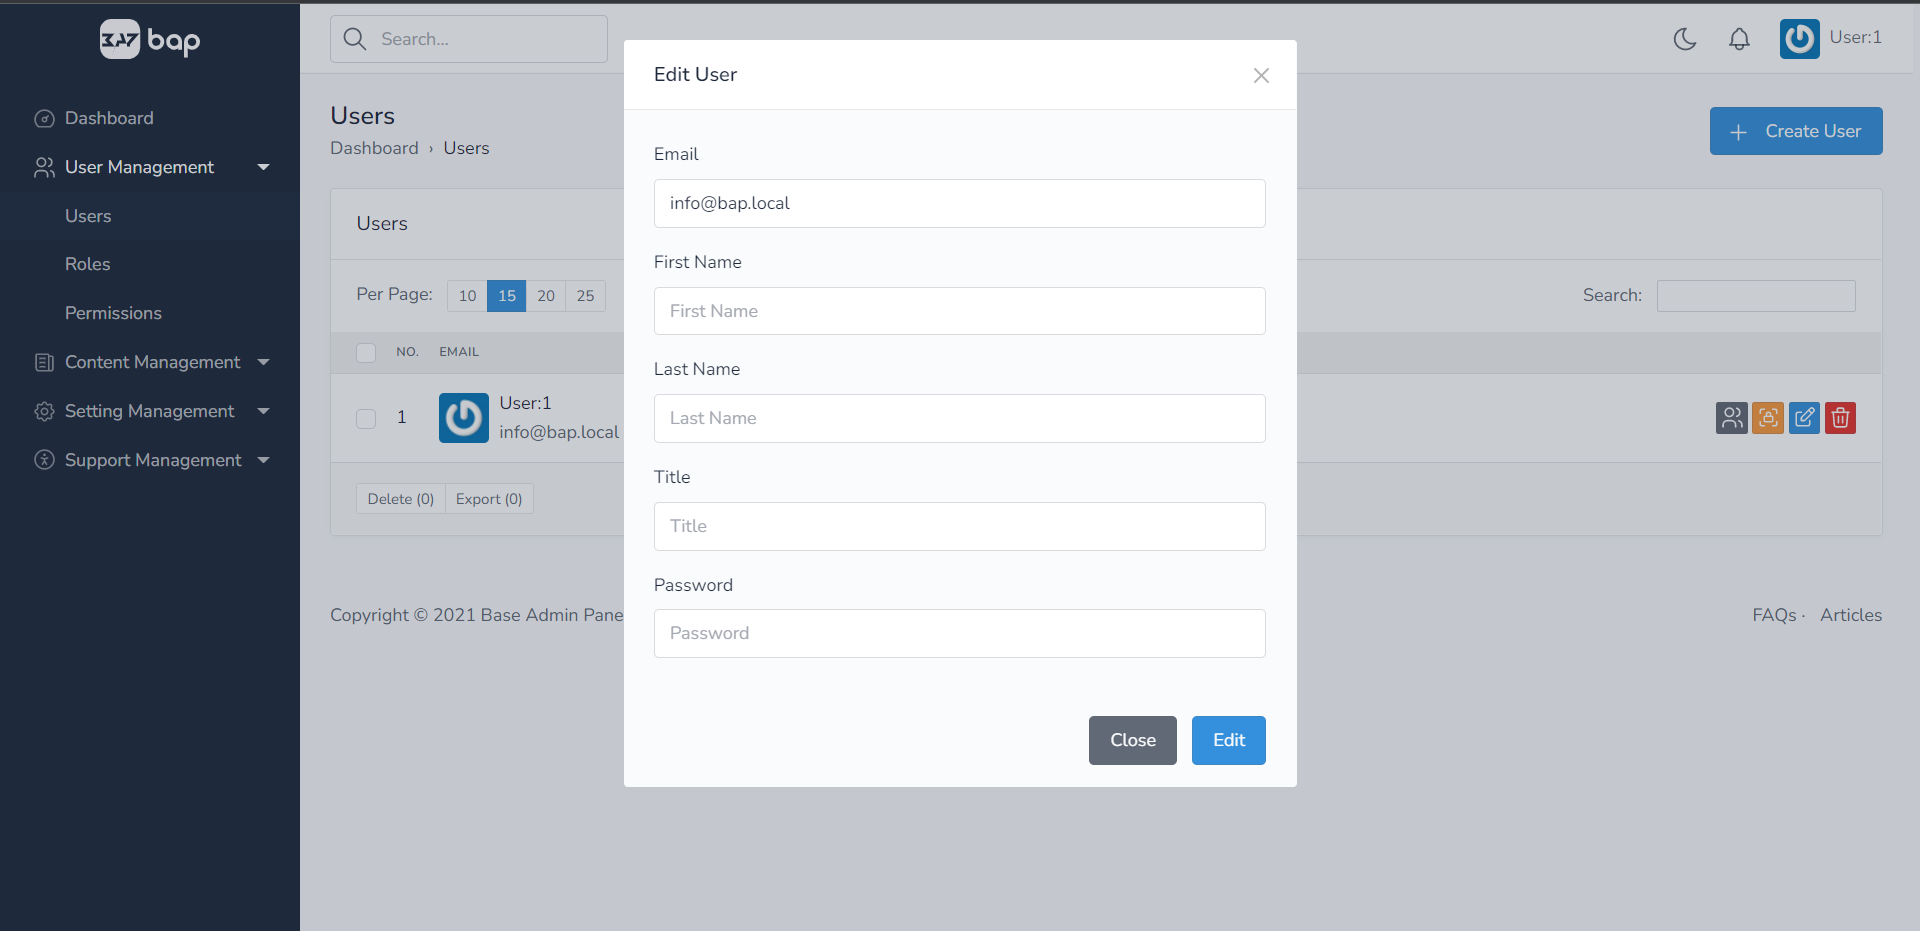 bap
Dashboard
User Management
Users
Roles
Permissions
Content Management
Setting Management
Support Management
Search...
User:1
Users
Dashboard › Users
Create User
Users
Per Page: 10 15 20 25
Search:
NO. EMAIL
1
User:1
info@bap.local
Delete (0) Export (0)
Copyright © 2021 Base Admin Pane
FAQs · Articles
Edit User
Email
info@bap.local
First Name
First Name
Last Name
Last Name
Title
Title
Password
Password
Close Edit